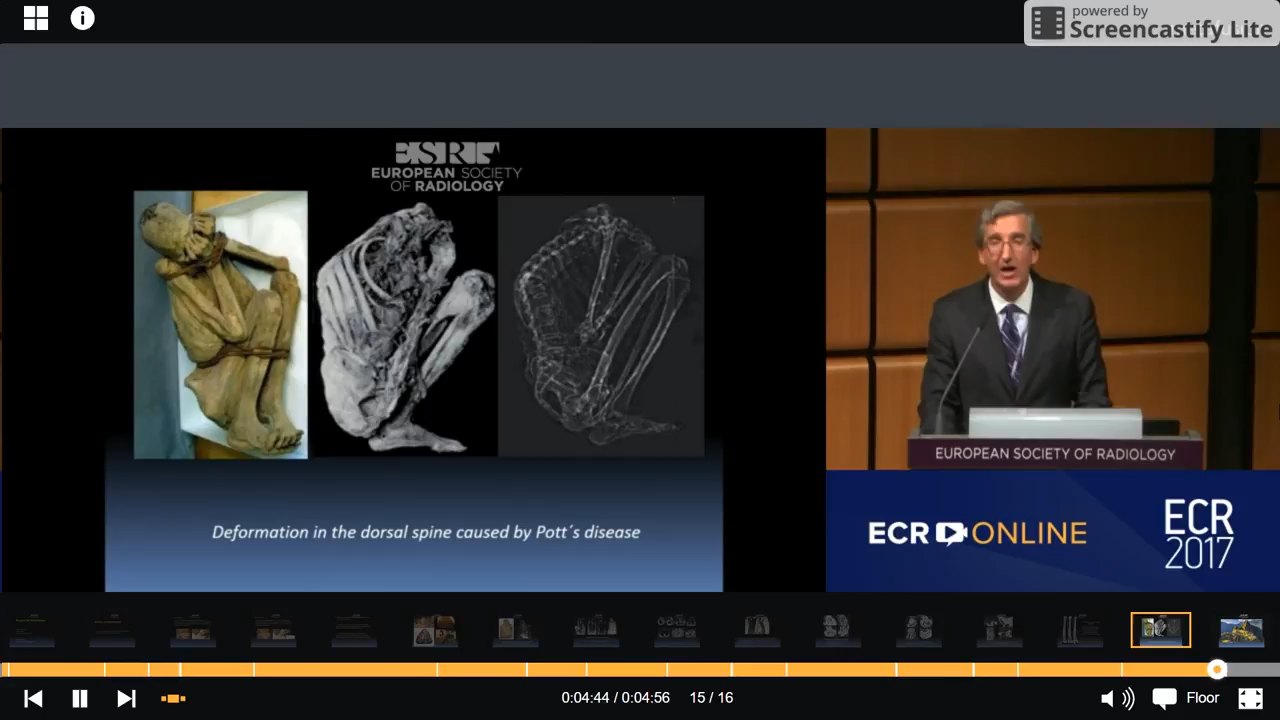 powered by
Screencastify Lite
ESR
EUROPEAN SOCIETY
OF RADIOLOGY
Deformation in the dorsal spine caused by Pott´s disease
EUROPEAN SOCIETY OF RADIOLOGY
ECR ONLINE
ECR
2017
0:04:44 / 0:04:56 15 / 16
Floor